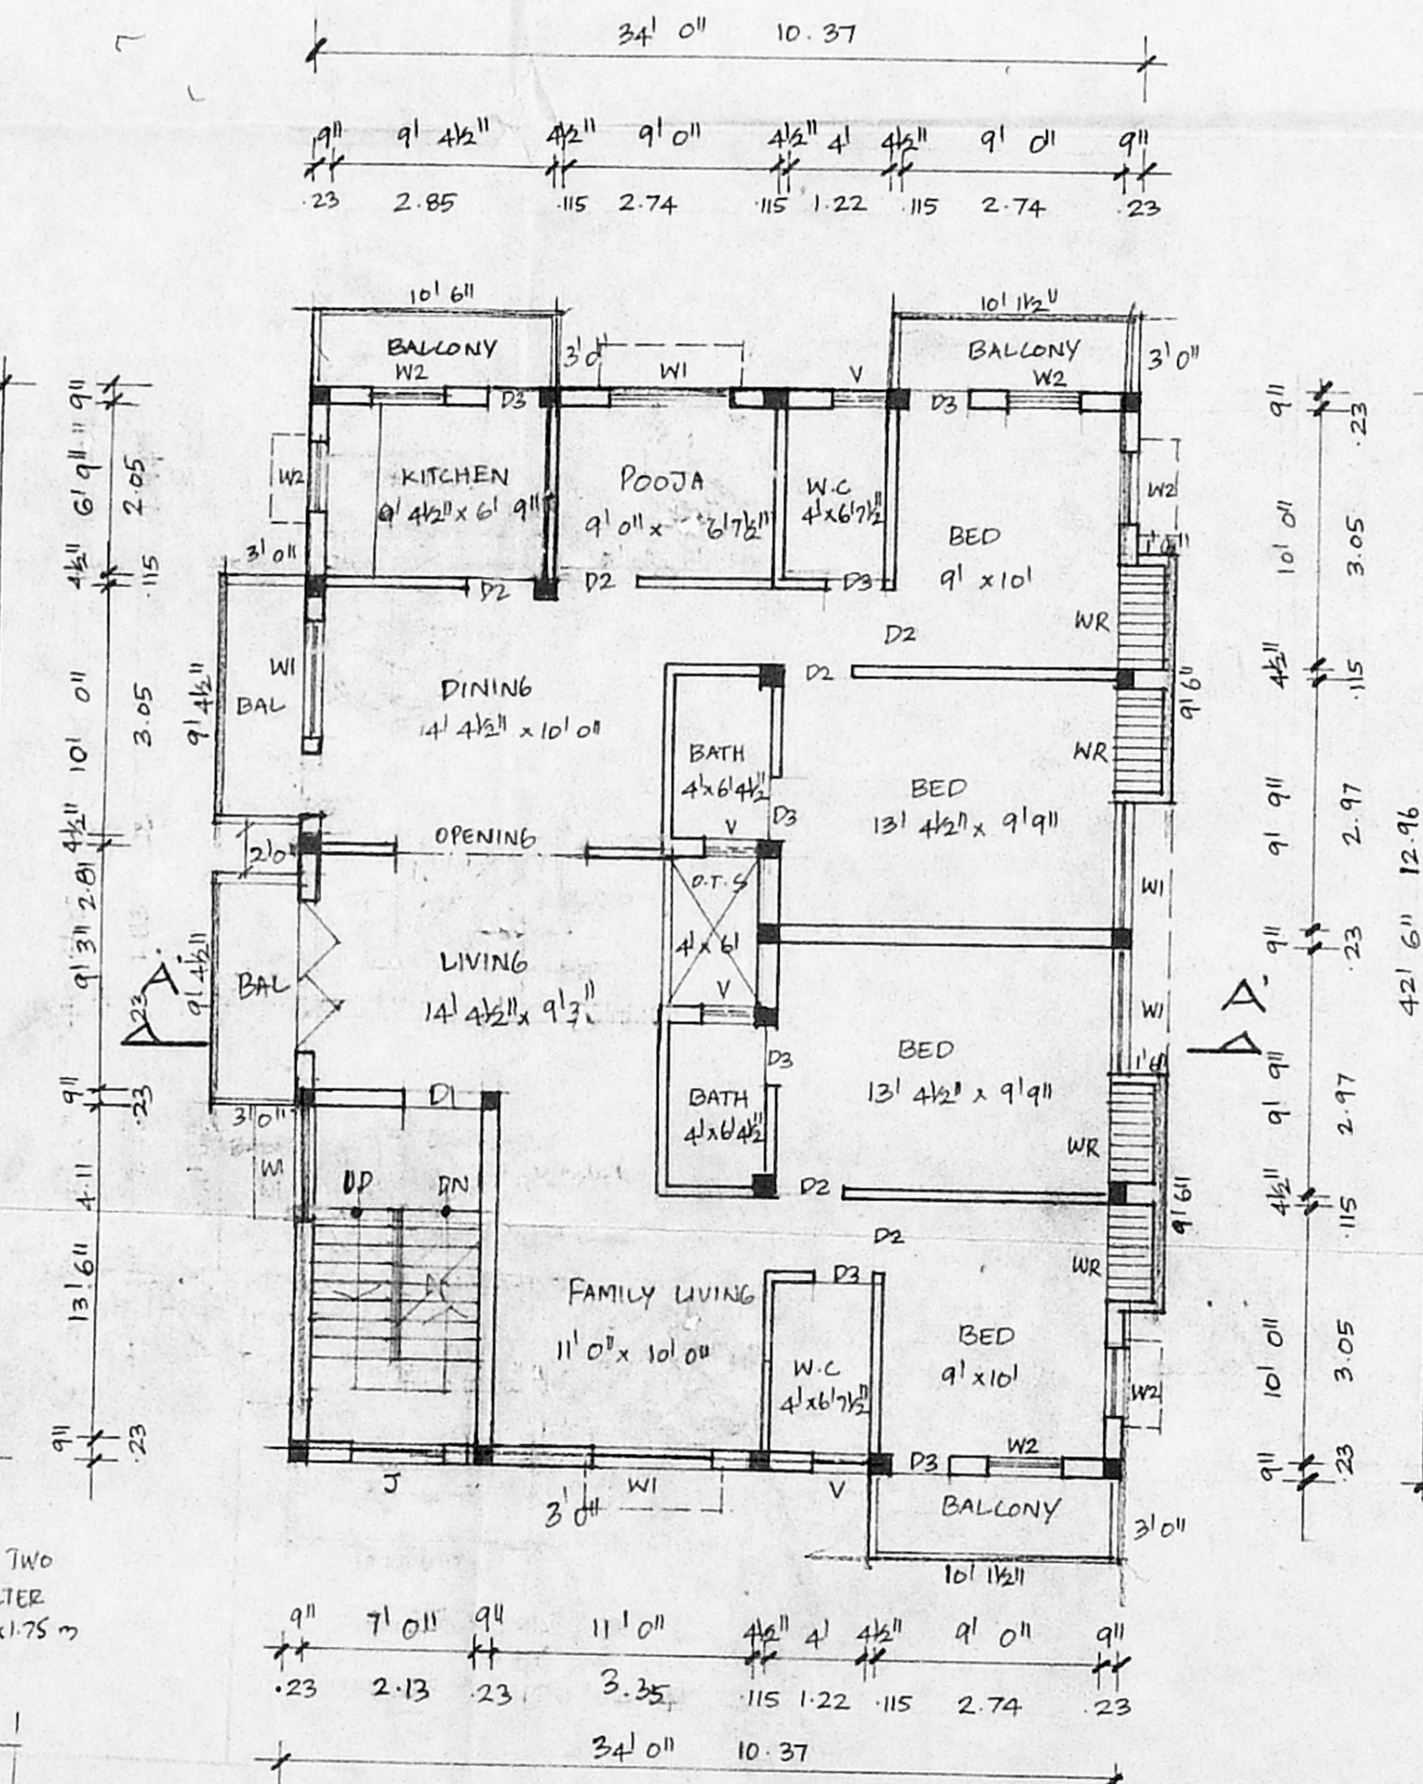 34' 0" 10.37
9" 9' 4½" 4½" 9' 0" 4½" 4' 4½" 9' 0" 9"
.23 2.85 .115 2.74 .115 1.22 .115 2.74 .23
10' 6" 10' 1½"
BALCONY 3'0" W1 V BALCONY 3'0"
W2 W2
D3 D3
9" 9" .23
W2 KITCHEN POOJA W.C W2
6' 9" 2.05 9' 4½" x 6' 9" 9' 0" x 6'7½" 4'x6'7½" BED 10' 0" 3.05
3'0" 9' x10'
4½" .115 D2 D2 D3
WR
D2
W1 D2 4½" .115
BAL DINING 9'6"
9' 4½" 14' 4½" x 10' 0"
10' 0" 3.05
BATH WR
4'x6'4½" BED
D3 13' 4½" x 9'9" 9' 9" 2.97
4½" OPENING V
2'0"
42' 6" 12.96
O.T.S W1
9'3" 2.81 4'x6' 9" .23
A' BAL LIVING
.23 9' 4½" 14' 4½" x 9'3" V W1 A'
D3 BED 1'6"
9" .23 D1 BATH 13' 4½" x 9'9" 9' 9" 2.97
3'0" 4'x6'4½"
W WR
UP DN D2 4½" .115
13' 6" 4.11 9'6"
D2
FAMILY LIVING D3 WR
11' 0" x 10' 0" BED
W.C 9' x10' 10' 0" 3.05
4'x6'7½" W2
9" .23 W2
D3 9" .23
J W1 V
3'0" BALCONY 3'0"
10' 1½"
TWO
x1.75 m
9" 7' 0" 9" 11' 0" 4½" 4' 4½" 9' 0" 9"
.23 2.13 .23 3.35 .115 1.22 .115 2.74 .23
34' 0" 10.37